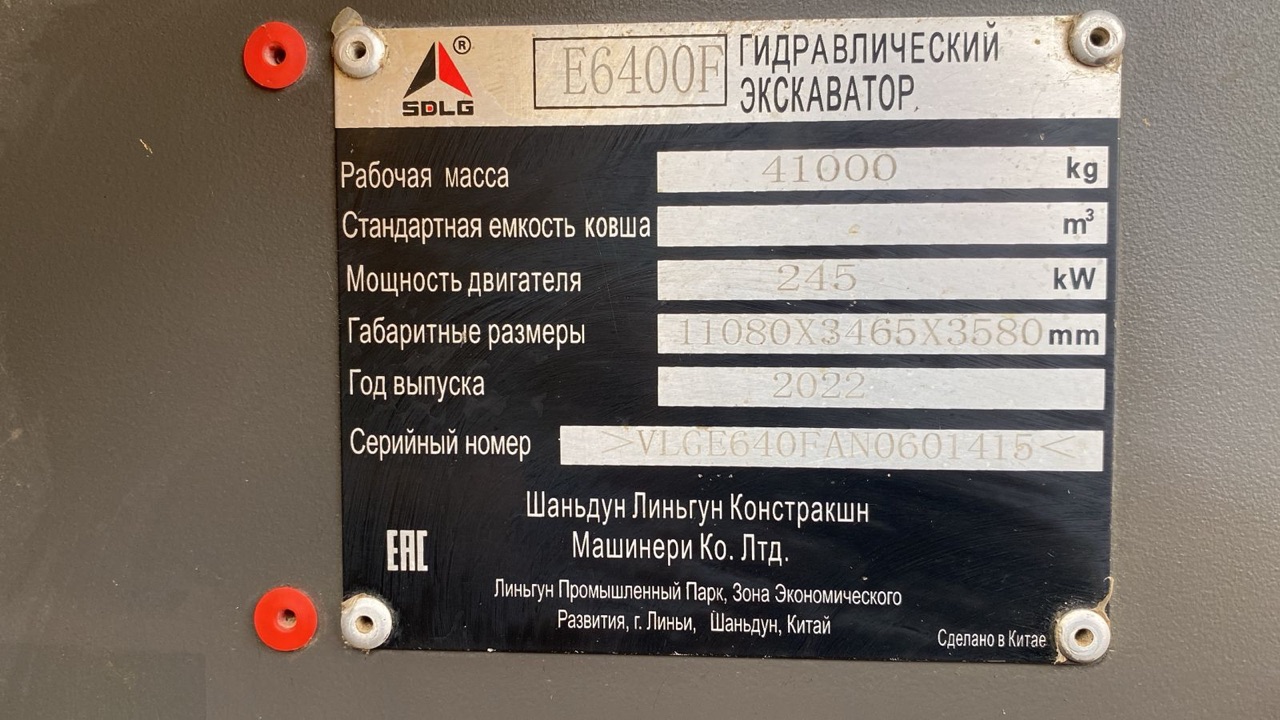 ®
SDLG
E6400F
ГИДРАВЛИЧЕСКИЙ
ЭКСКАВАТОР
Рабочая масса 41000 kg
Стандартная емкость ковша m³
Мощность двигателя 245 kW
Габаритные размеры 11080X3465X3580 mm
Год выпуска 2022
Серийный номер >VLGE640FAN0601415<
Шаньдун Линьгун Констракшн
Машинери Ко. Лтд.
EAC
Линьгун Промышленный Парк, Зона Экономического
Развития, г. Линьи, Шаньдун, Китай
Сделано в Китае